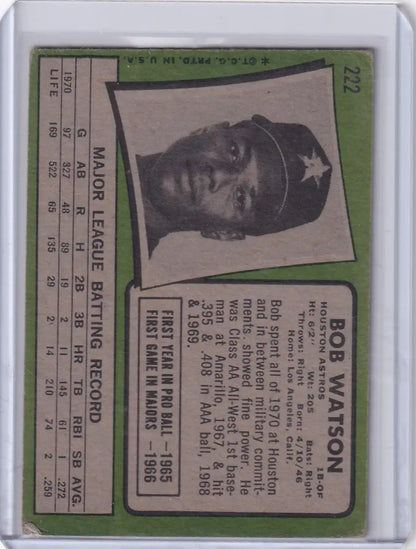 222
*©T.C.G. PRTD. IN U.S.A.
BOB WATSON
HOUSTON ASTROS 1B-OF
Ht: 6'2" Wt: 205 Bats: Right
Throws: Right Born: 4/10/46
Home: Los Angeles, Calif.
Bob spent all of 1970 at Houston
and in between military commit-
ments showed fine power. He
was Class AA All-West 1st base-
man at Amarillo, 1967, & hit
.395 & .408 in AAA ball, 1968
& 1969.
FIRST YEAR IN PRO BALL — 1965
FIRST GAME IN MAJORS — 1966
MAJOR LEAGUE BATTING RECORD
G AB R H 2B 3B HR TB RBI SB AVG.
1970 97 327 48 89 19 2 11 145 61 1 .272
LIFE 169 522 65 135 29 2 14 210 74 2 .259